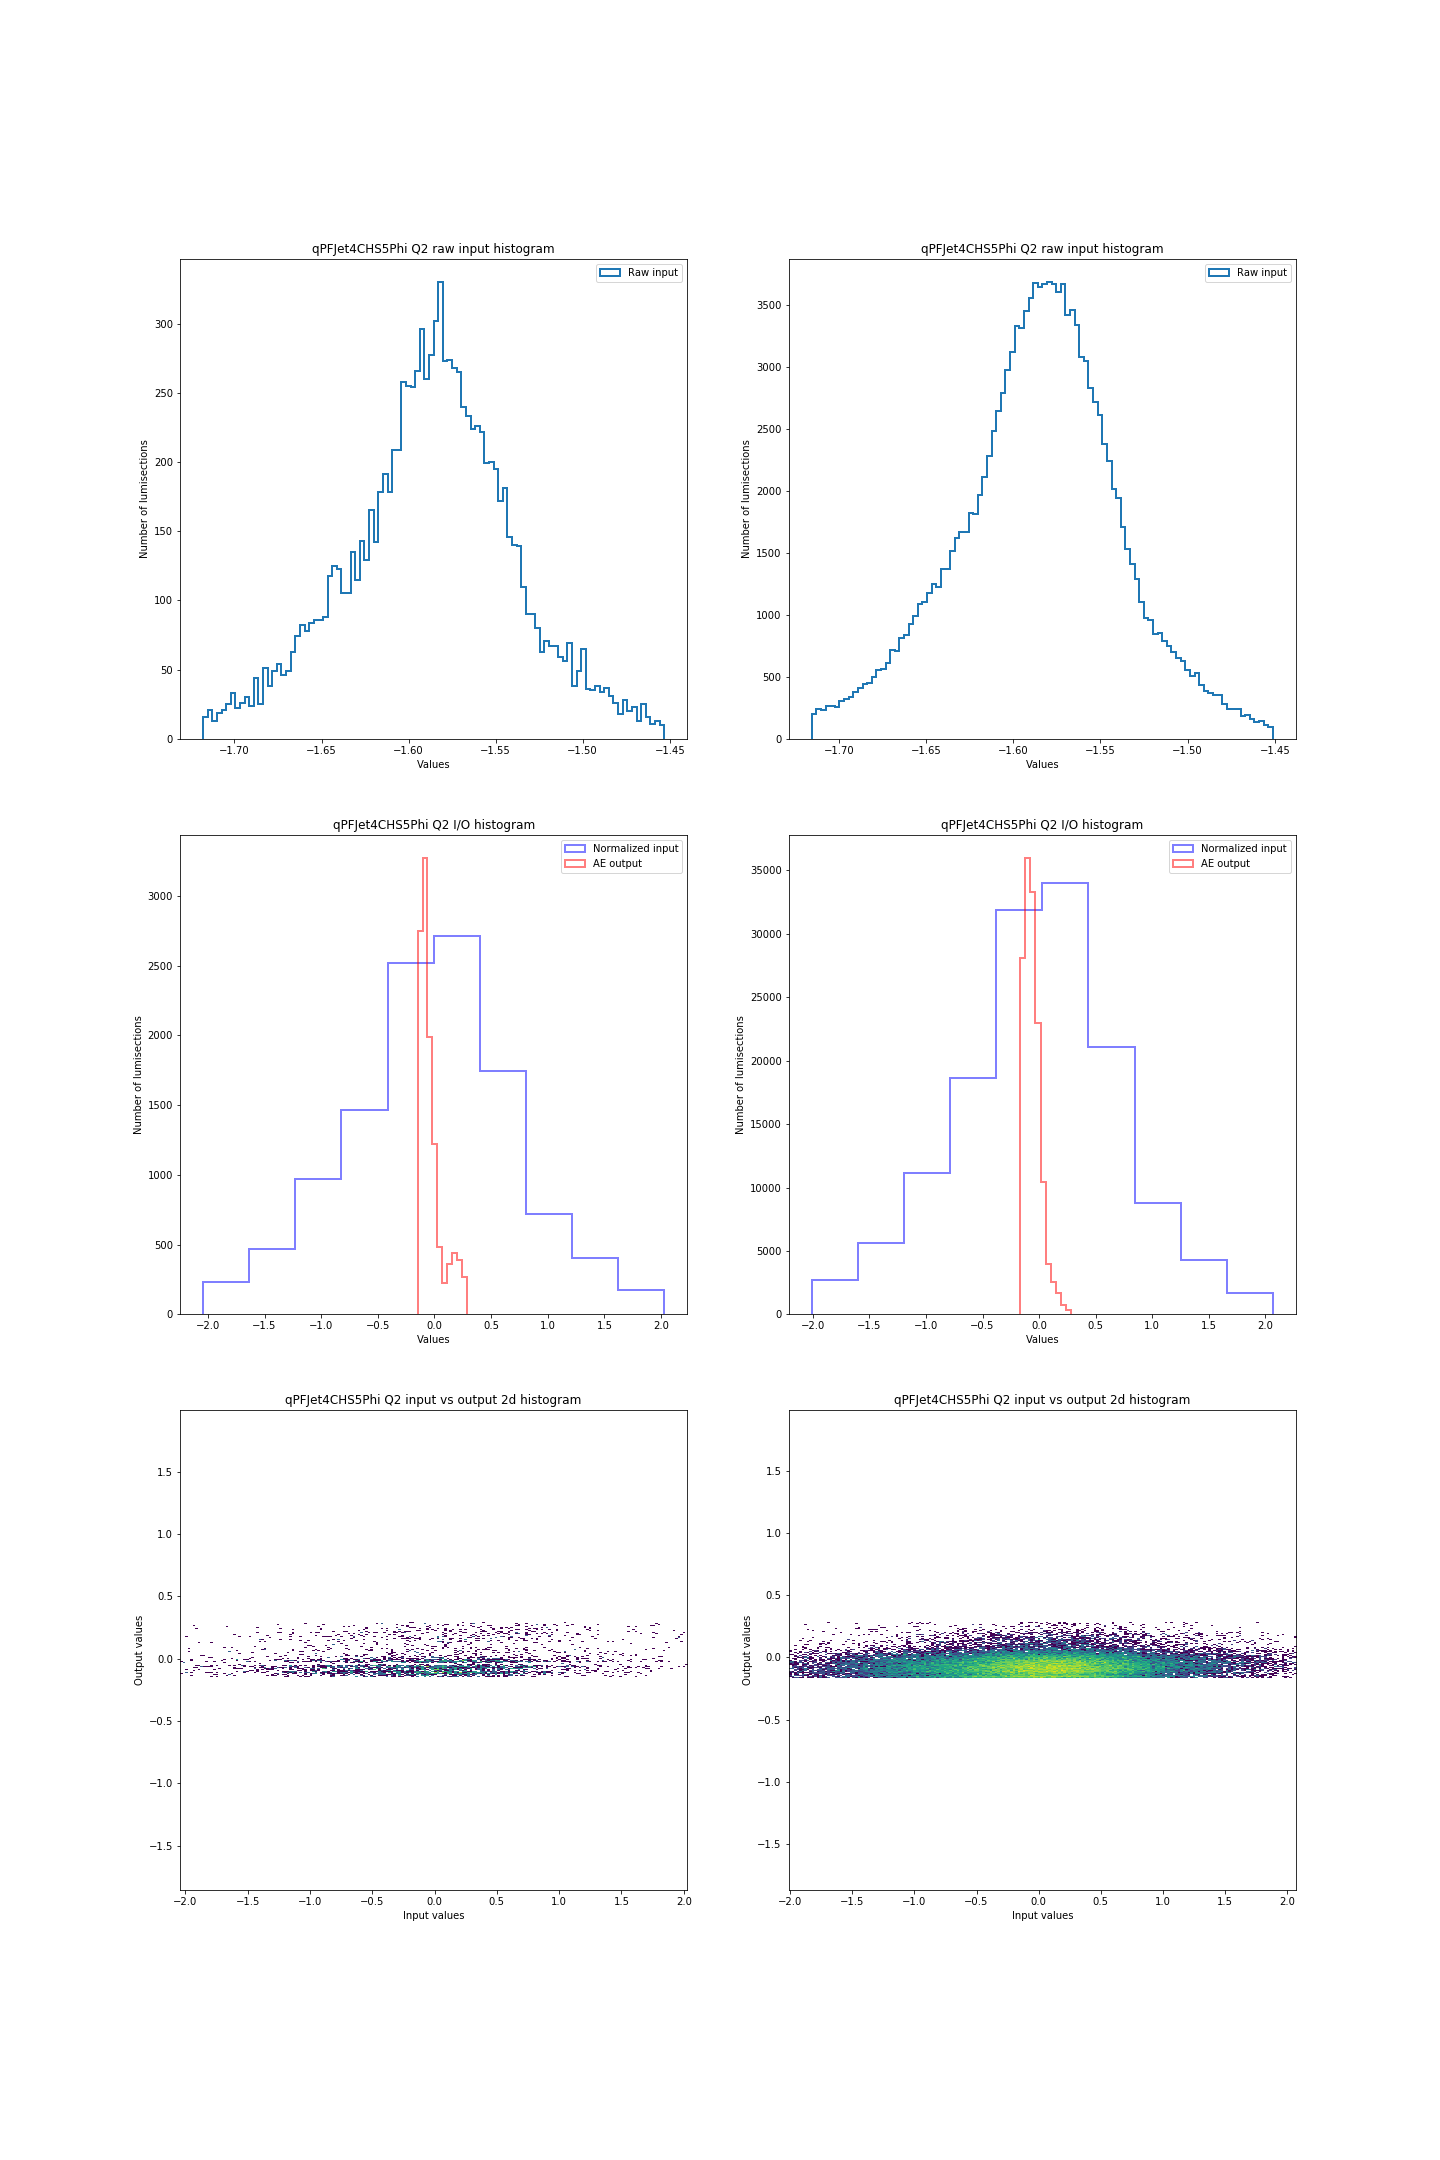 qPFJet4CHS5Phi Q2 raw input histogram
Raw input
Number of lumisections
300
250
200
150
100
50
0
−1.70 −1.65 −1.60 −1.55 −1.50 −1.45
Values
qPFJet4CHS5Phi Q2 raw input histogram
Raw input
Number of lumisections
3500
3000
2500
2000
1500
1000
500
0
−1.70 −1.65 −1.60 −1.55 −1.50 −1.45
Values
qPFJet4CHS5Phi Q2 I/O histogram
Normalized input
AE output
Number of lumisections
3000
2500
2000
1500
1000
500
0
−2.0 −1.5 −1.0 −0.5 0.0 0.5 1.0 1.5 2.0
Values
qPFJet4CHS5Phi Q2 I/O histogram
Normalized input
AE output
Number of lumisections
35000
30000
25000
20000
15000
10000
5000
0
−2.0 −1.5 −1.0 −0.5 0.0 0.5 1.0 1.5 2.0
Values
qPFJet4CHS5Phi Q2 input vs output 2d histogram
Output values
1.5
1.0
0.5
0.0
−0.5
−1.0
−1.5
−2.0 −1.5 −1.0 −0.5 0.0 0.5 1.0 1.5 2.0
Input values
qPFJet4CHS5Phi Q2 input vs output 2d histogram
Output values
1.5
1.0
0.5
0.0
−0.5
−1.0
−1.5
−2.0 −1.5 −1.0 −0.5 0.0 0.5 1.0 1.5 2.0
Input values